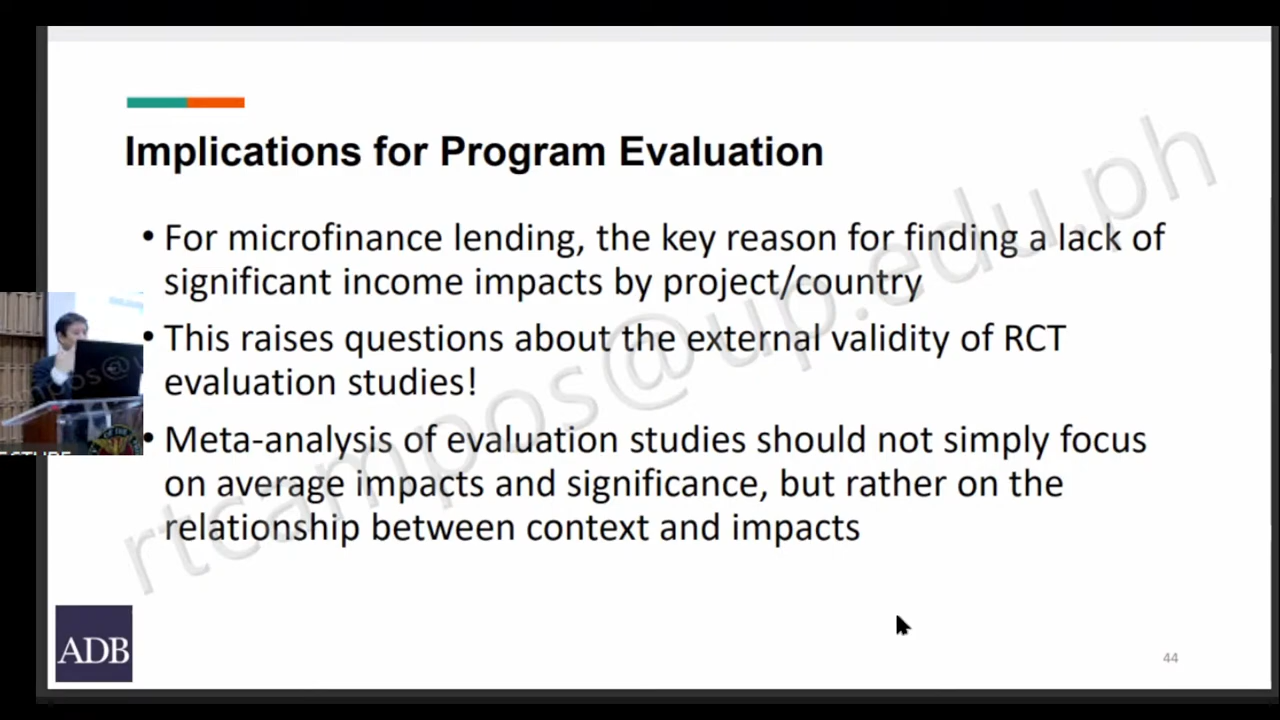 Implications for Program Evaluation
• For microfinance lending, the key reason for finding a lack of
significant income impacts by project/country
• This raises questions about the external validity of RCT
evaluation studies!
• Meta-analysis of evaluation studies should not simply focus
on average impacts and significance, but rather on the
relationship between context and impacts
rtcampos@up.edu.ph
ADB
44